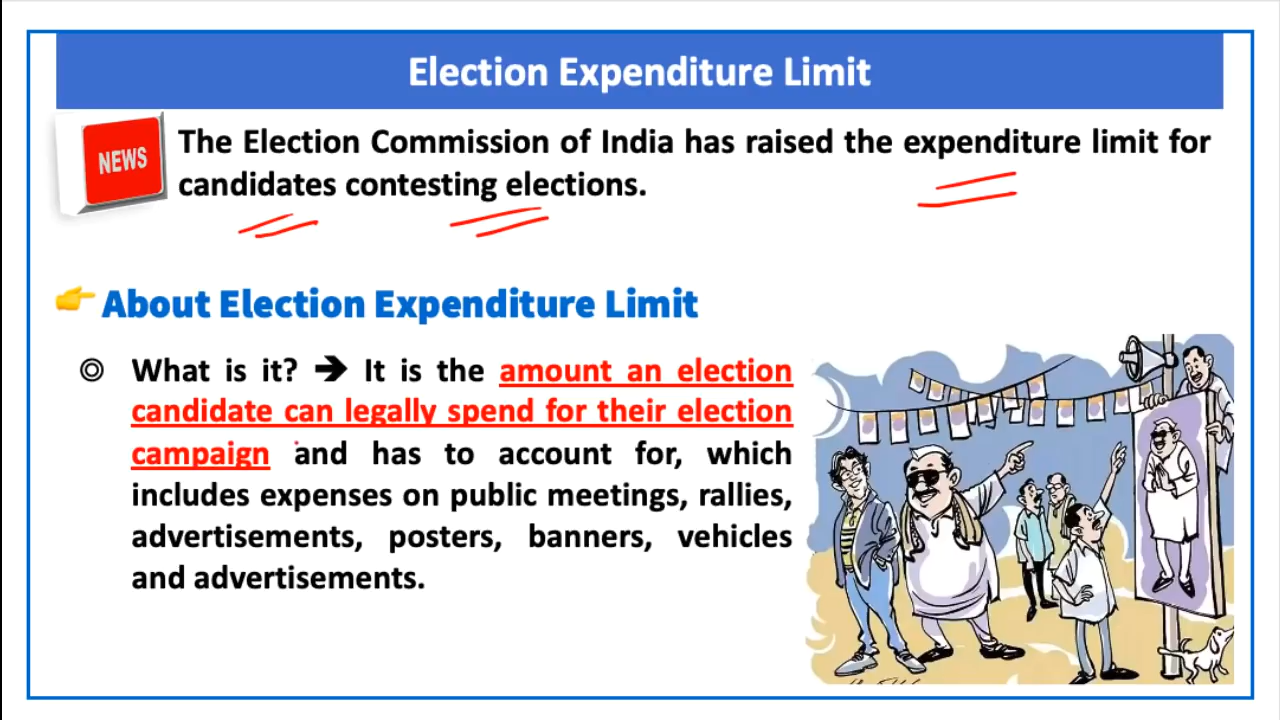 Election Expenditure Limit
NEWS
The Election Commission of India has raised the expenditure limit for
candidates contesting elections.
About Election Expenditure Limit
What is it? ➔ It is the amount an election
candidate can legally spend for their election
campaign and has to account for, which
includes expenses on public meetings, rallies,
advertisements, posters, banners, vehicles
and advertisements.